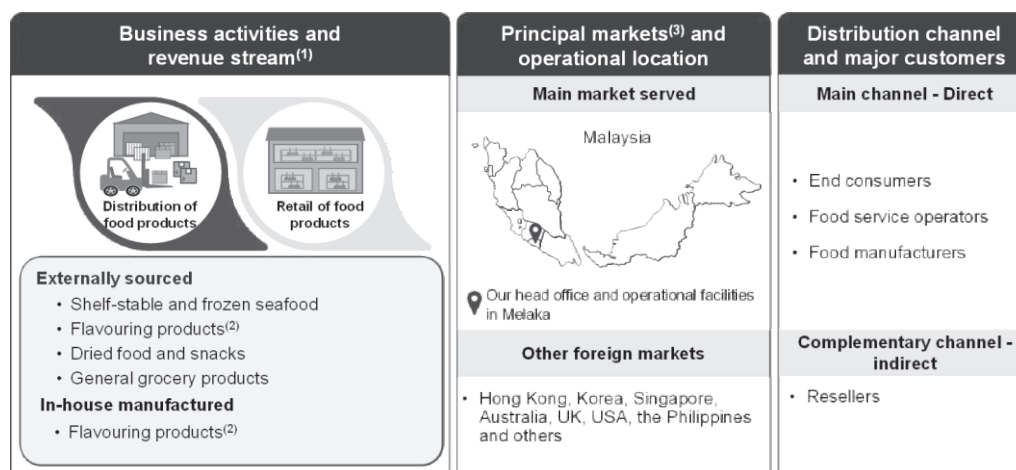 Business activities and
revenue stream(1)
Distribution of
food products
Retail of food
products
Externally sourced
• Shelf-stable and frozen seafood
• Flavouring products(2)
• Dried food and snacks
• General grocery products
In-house manufactured
• Flavouring products(2)
Principal markets(3) and
operational location
Main market served
Malaysia
Our head office and operational facilities
in Melaka
Other foreign markets
• Hong Kong, Korea, Singapore,
Australia, UK, USA, the Philippines
and others
Distribution channel
and major customers
Main channel - Direct
• End consumers
• Food service operators
• Food manufacturers
Complementary channel -
indirect
• Resellers